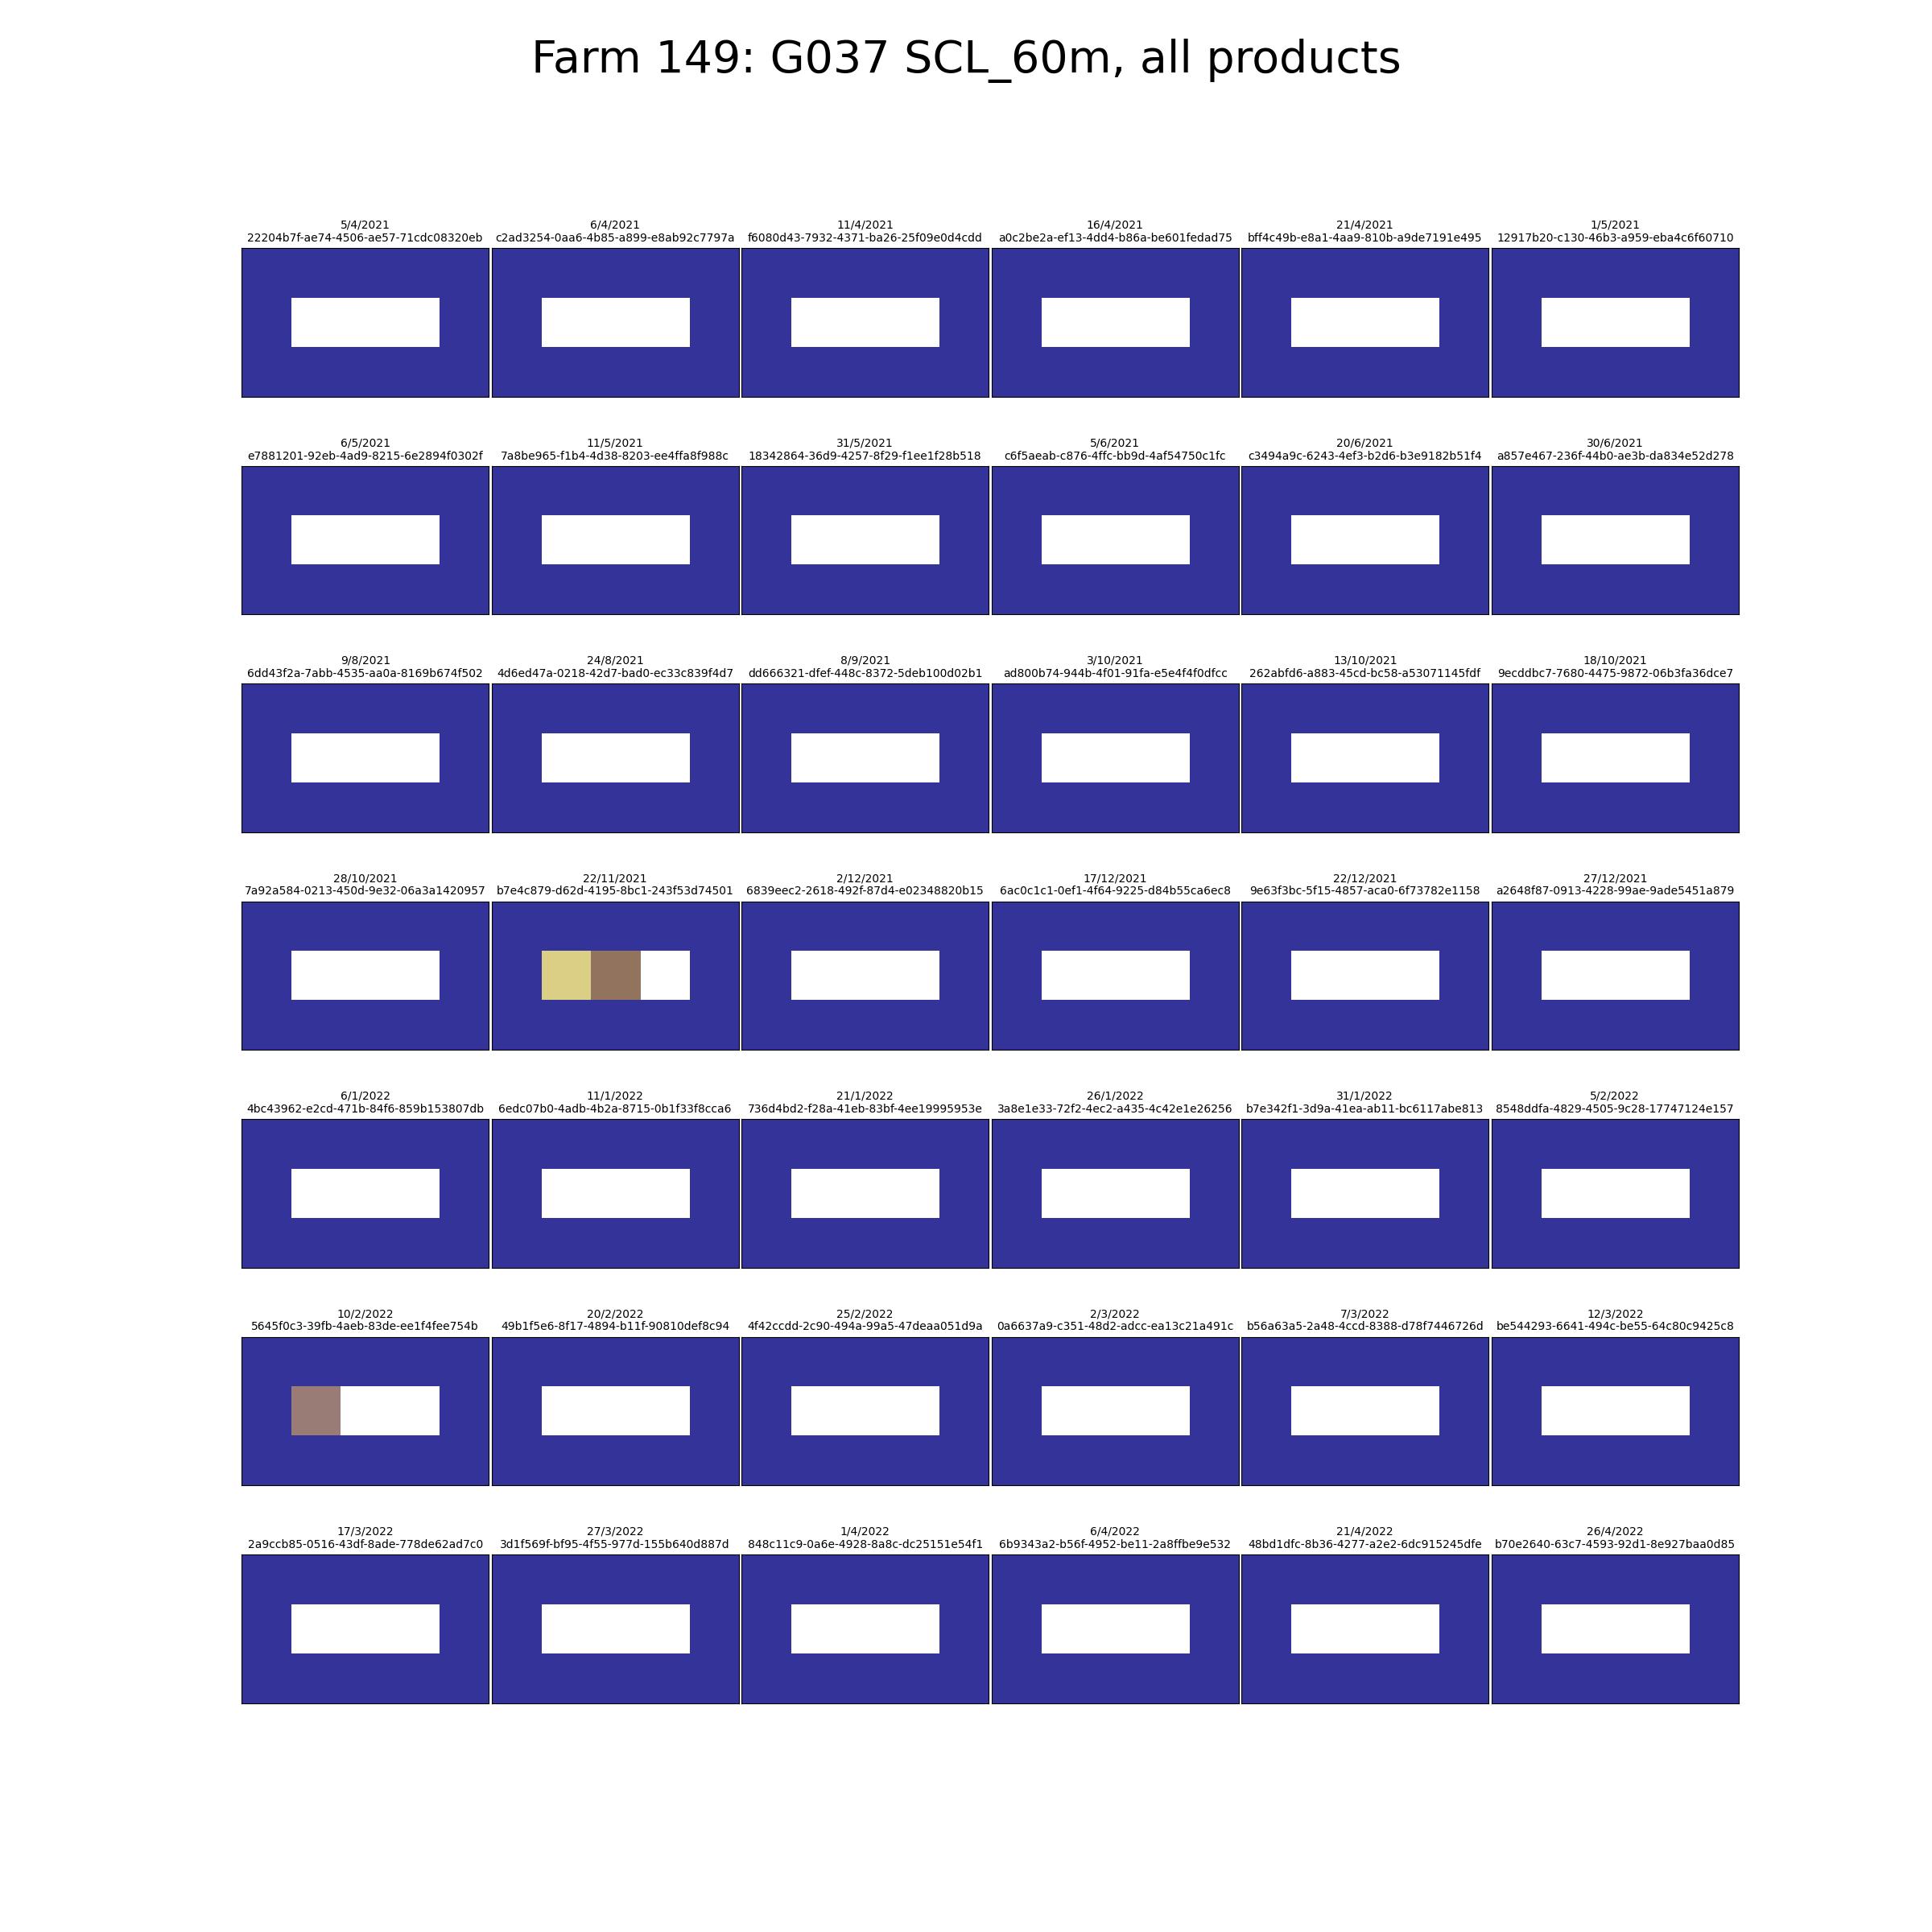 Farm 149: G037 SCL_60m, all products
5/4/2021
22204b7f-ae74-4506-ae57-71cdc08320eb
6/4/2021
c2ad3254-0aa6-4b85-a899-e8ab92c7797a
11/4/2021
f6080d43-7932-4371-ba26-25f09e0d4cdd
16/4/2021
a0c2be2a-ef13-4dd4-b86a-be601fedad75
21/4/2021
bff4c49b-e8a1-4aa9-810b-a9de7191e495
1/5/2021
12917b20-c130-46b3-a959-eba4c6f60710
6/5/2021
e7881201-92eb-4ad9-8215-6e2894f0302f
11/5/2021
7a8be965-f1b4-4d38-8203-ee4ffa8f988c
31/5/2021
18342864-36d9-4257-8f29-f1ee1f28b518
5/6/2021
c6f5aeab-c876-4ffc-bb9d-4af54750c1fc
20/6/2021
c3494a9c-6243-4ef3-b2d6-b3e9182b51f4
30/6/2021
a857e467-236f-44b0-ae3b-da834e52d278
9/8/2021
6dd43f2a-7abb-4535-aa0a-8169b674f502
24/8/2021
4d6ed47a-0218-42d7-bad0-ec33c839f4d7
8/9/2021
dd666321-dfef-448c-8372-5deb100d02b1
3/10/2021
ad800b74-944b-4f01-91fa-e5e4f4f0dfcc
13/10/2021
262abfd6-a883-45cd-bc58-a53071145fdf
18/10/2021
9ecddbc7-7680-4475-9872-06b3fa36dce7
28/10/2021
7a92a584-0213-450d-9e32-06a3a1420957
22/11/2021
b7e4c879-d62d-4195-8bc1-243f53d74501
2/12/2021
6839eec2-2618-492f-87d4-e02348820b15
17/12/2021
6ac0c1c1-0ef1-4f64-9225-d84b55ca6ec8
22/12/2021
9e63f3bc-5f15-4857-aca0-6f73782e1158
27/12/2021
a2648f87-0913-4228-99ae-9ade5451a879
6/1/2022
4bc43962-e2cd-471b-84f6-859b153807db
11/1/2022
6edc07b0-4adb-4b2a-8715-0b1f33f8cca6
21/1/2022
736d4bd2-f28a-41eb-83bf-4ee19995953e
26/1/2022
3a8e1e33-72f2-4ec2-a435-4c42e1e26256
31/1/2022
b7e342f1-3d9a-41ea-ab11-bc6117abe813
5/2/2022
8548ddfa-4829-4505-9c28-17747124e157
10/2/2022
5645f0c3-39fb-4aeb-83de-ee1f4fee754b
20/2/2022
49b1f5e6-8f17-4894-b11f-90810def8c94
25/2/2022
4f42ccdd-2c90-494a-99a5-47deaa051d9a
2/3/2022
0a6637a9-c351-48d2-adcc-ea13c21a491c
7/3/2022
b56a63a5-2a48-4ccd-8388-d78f7446726d
12/3/2022
be544293-6641-494c-be55-64c80c9425c8
17/3/2022
2a9ccb85-0516-43df-8ade-778de62ad7c0
27/3/2022
3d1f569f-bf95-4f55-977d-155b640d887d
1/4/2022
848c11c9-0a6e-4928-8a8c-dc25151e54f1
6/4/2022
6b9343a2-b56f-4952-be11-2a8ffbe9e532
21/4/2022
48bd1dfc-8b36-4277-a2e2-6dc915245dfe
26/4/2022
b70e2640-63c7-4593-92d1-8e927baa0d85